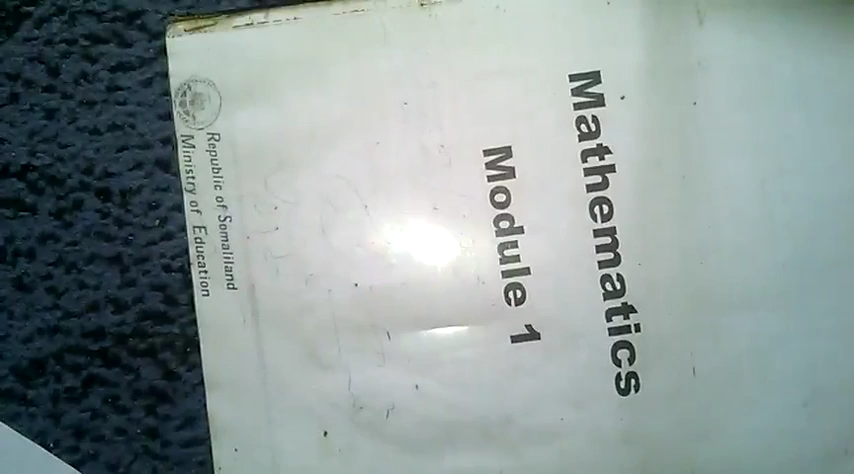 Mathematics
Module 1
Republic of Somaliland
Ministry of Education